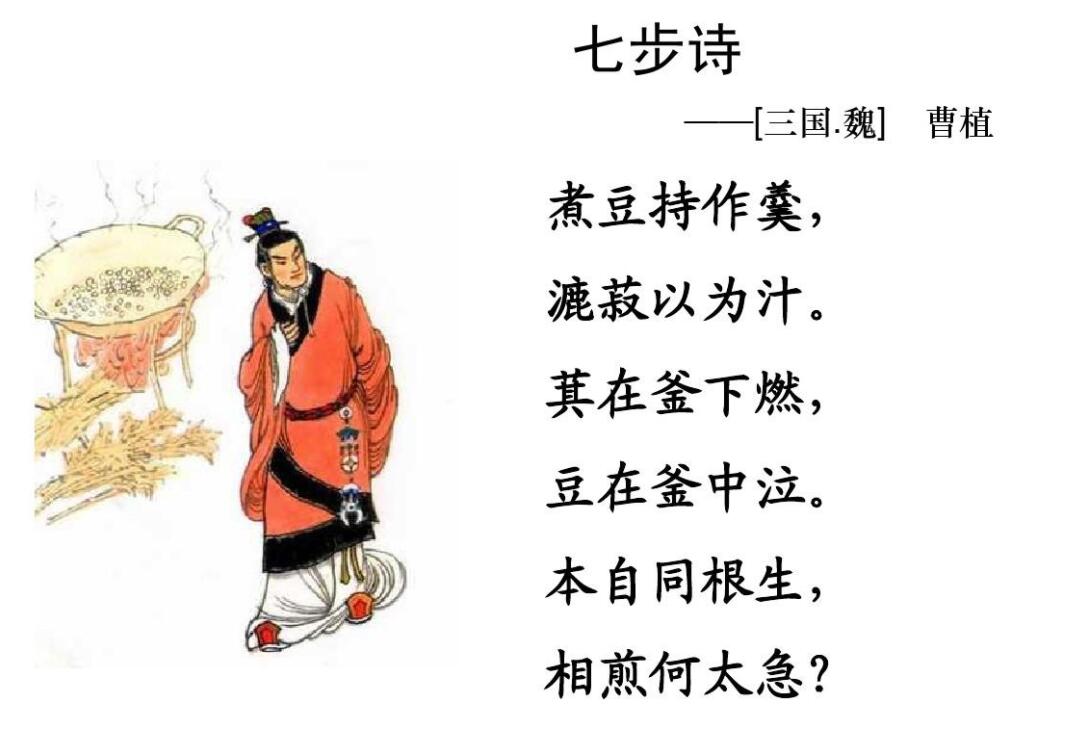 七步诗
——[三国.魏] 曹植
煮豆持作羹，
漉菽以为汁。
萁在釜下燃，
豆在釜中泣。
本自同根生，
相煎何太急？